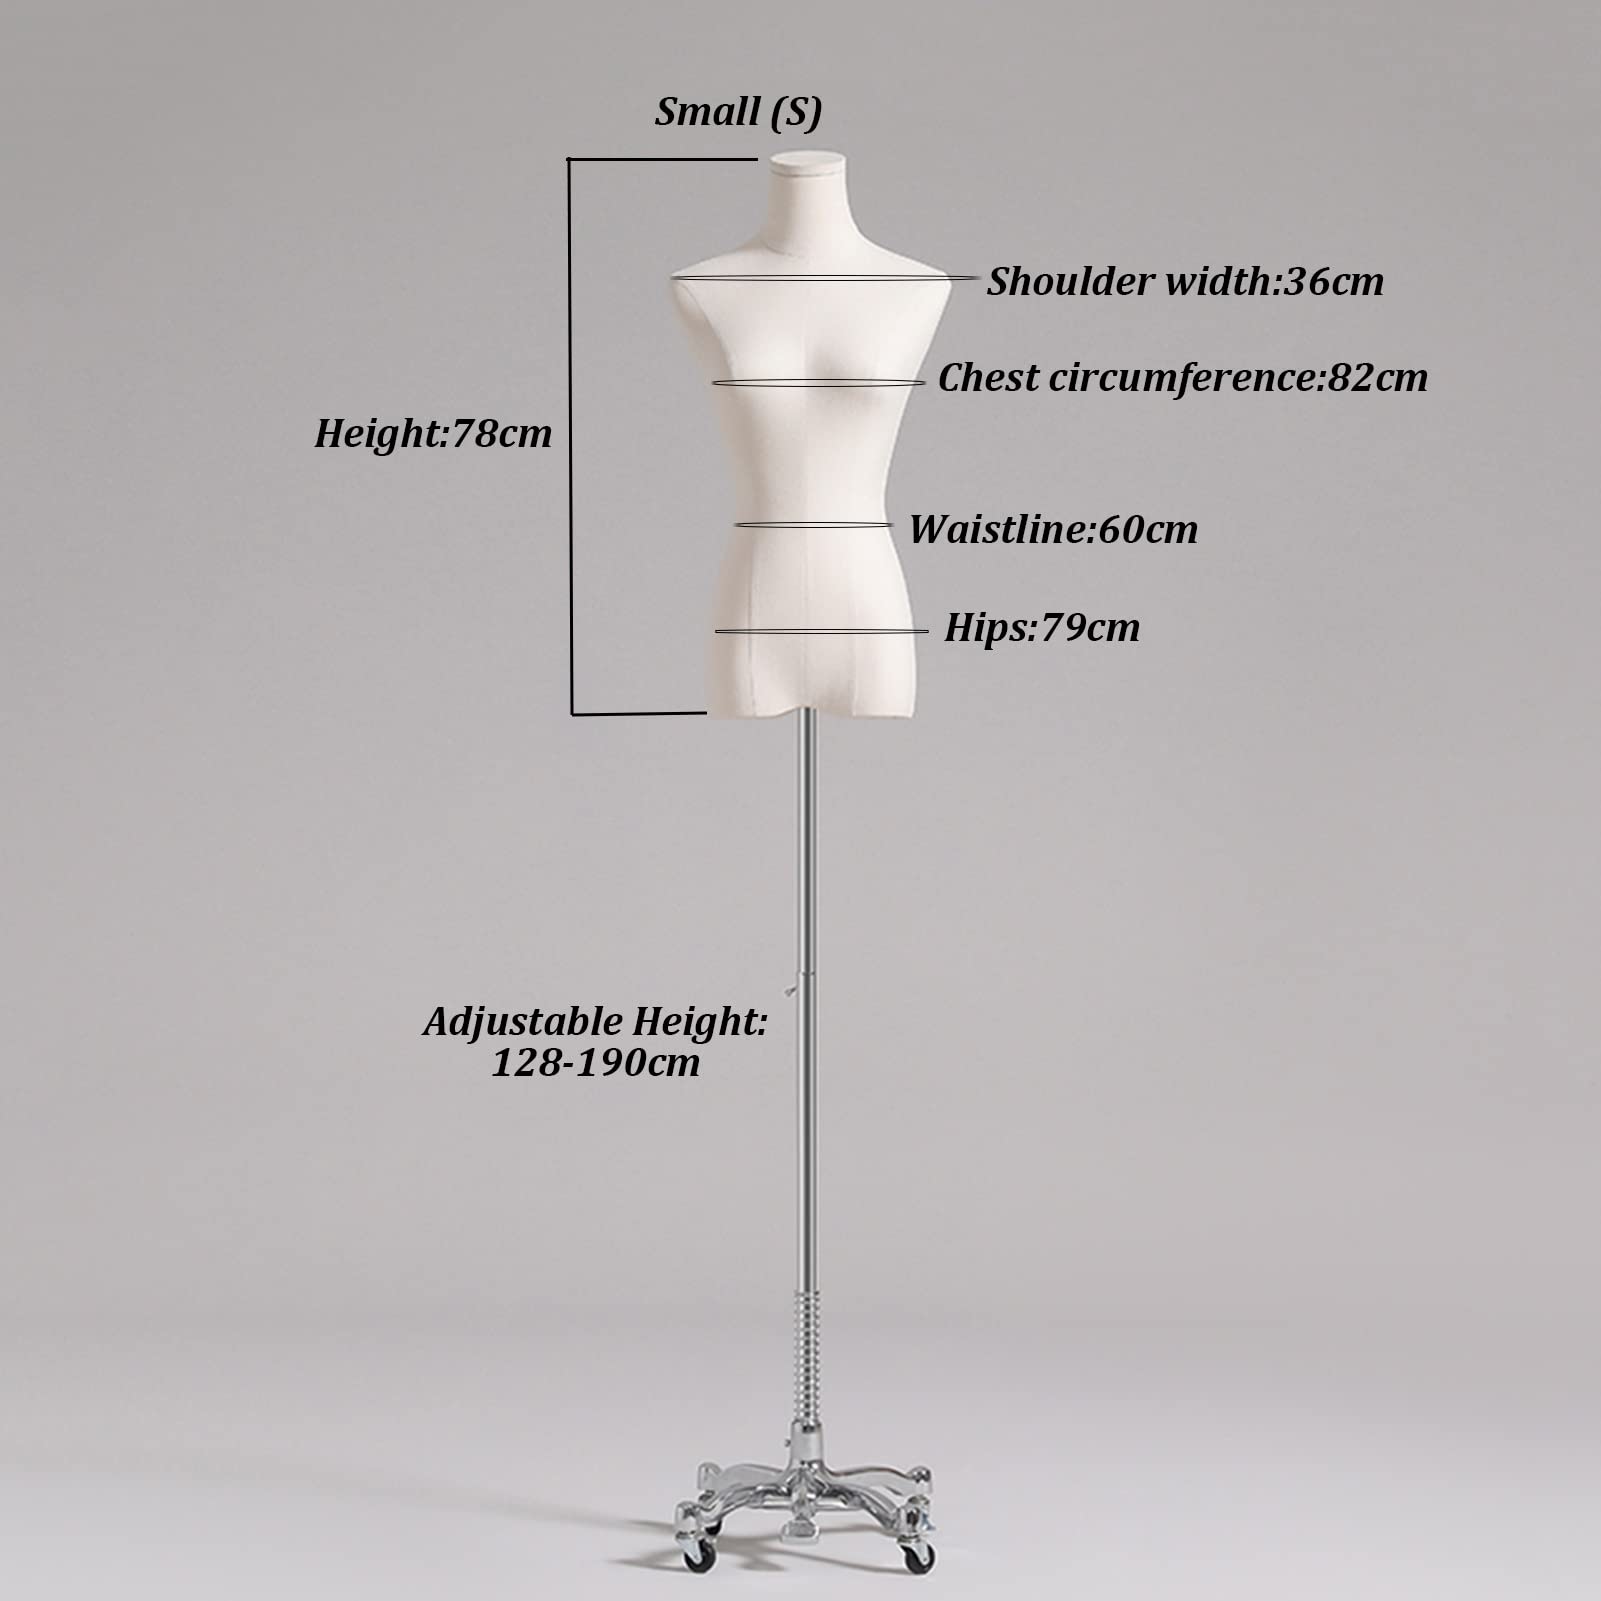 Small (S)
Shoulder width:36cm
Chest circumference:82cm
Height:78cm
Waistline:60cm
Hips:79cm
Adjustable Height:
128-190cm